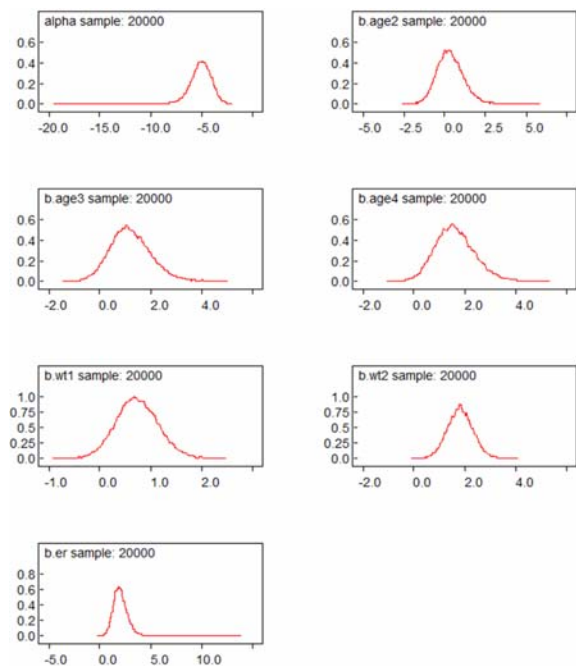 alpha sample: 20000
0.6
0.4
0.2
0.0
-20.0 -15.0 -10.0 -5.0
b.age2 sample: 20000
0.6
0.4
0.2
0.0
-5.0 -2.5 0.0 2.5 5.0
b.age3 sample: 20000
0.6
0.4
0.2
0.0
-2.0 0.0 2.0 4.0
b.age4 sample: 20000
0.6
0.4
0.2
0.0
-2.0 0.0 2.0 4.0
b.wt1 sample: 20000
1.0
0.75
0.5
0.25
0.0
-1.0 0.0 1.0 2.0
b.wt2 sample: 20000
1.0
0.75
0.5
0.25
0.0
-2.0 0.0 2.0 4.0
b.er sample: 20000
0.8
0.6
0.4
0.2
0.0
-5.0 0.0 5.0 10.0